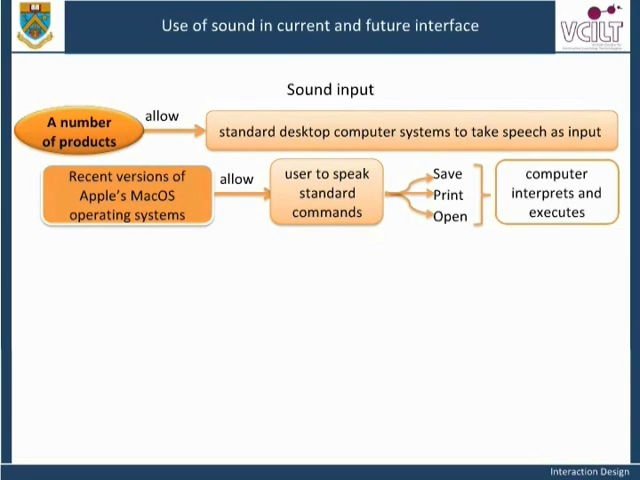 Use of sound in current and future interface
VCILT
Sound input
A number
of products
allow
standard desktop computer systems to take speech as input
Recent versions of
Apple's MacOS
operating systems
allow
user to speak
standard
commands
Save
Print
Open
computer
interprets and
executes
Interaction Design